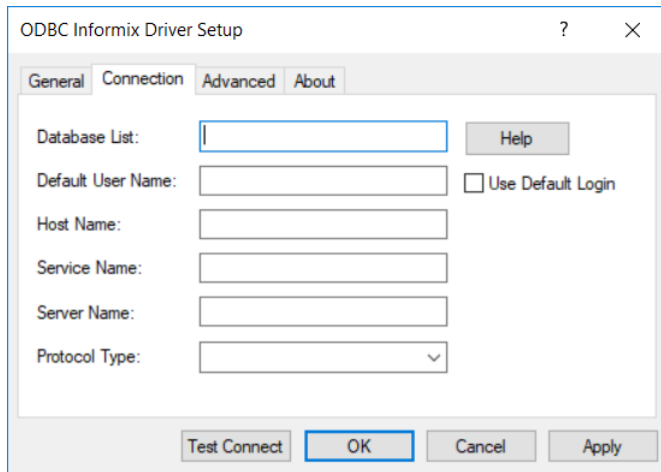 ODBC Informix Driver Setup ?
General Connection Advanced About
Database List: Help
Default User Name: Use Default Login
Host Name:
Service Name:
Server Name:
Protocol Type:
Test Connect OK Cancel Apply